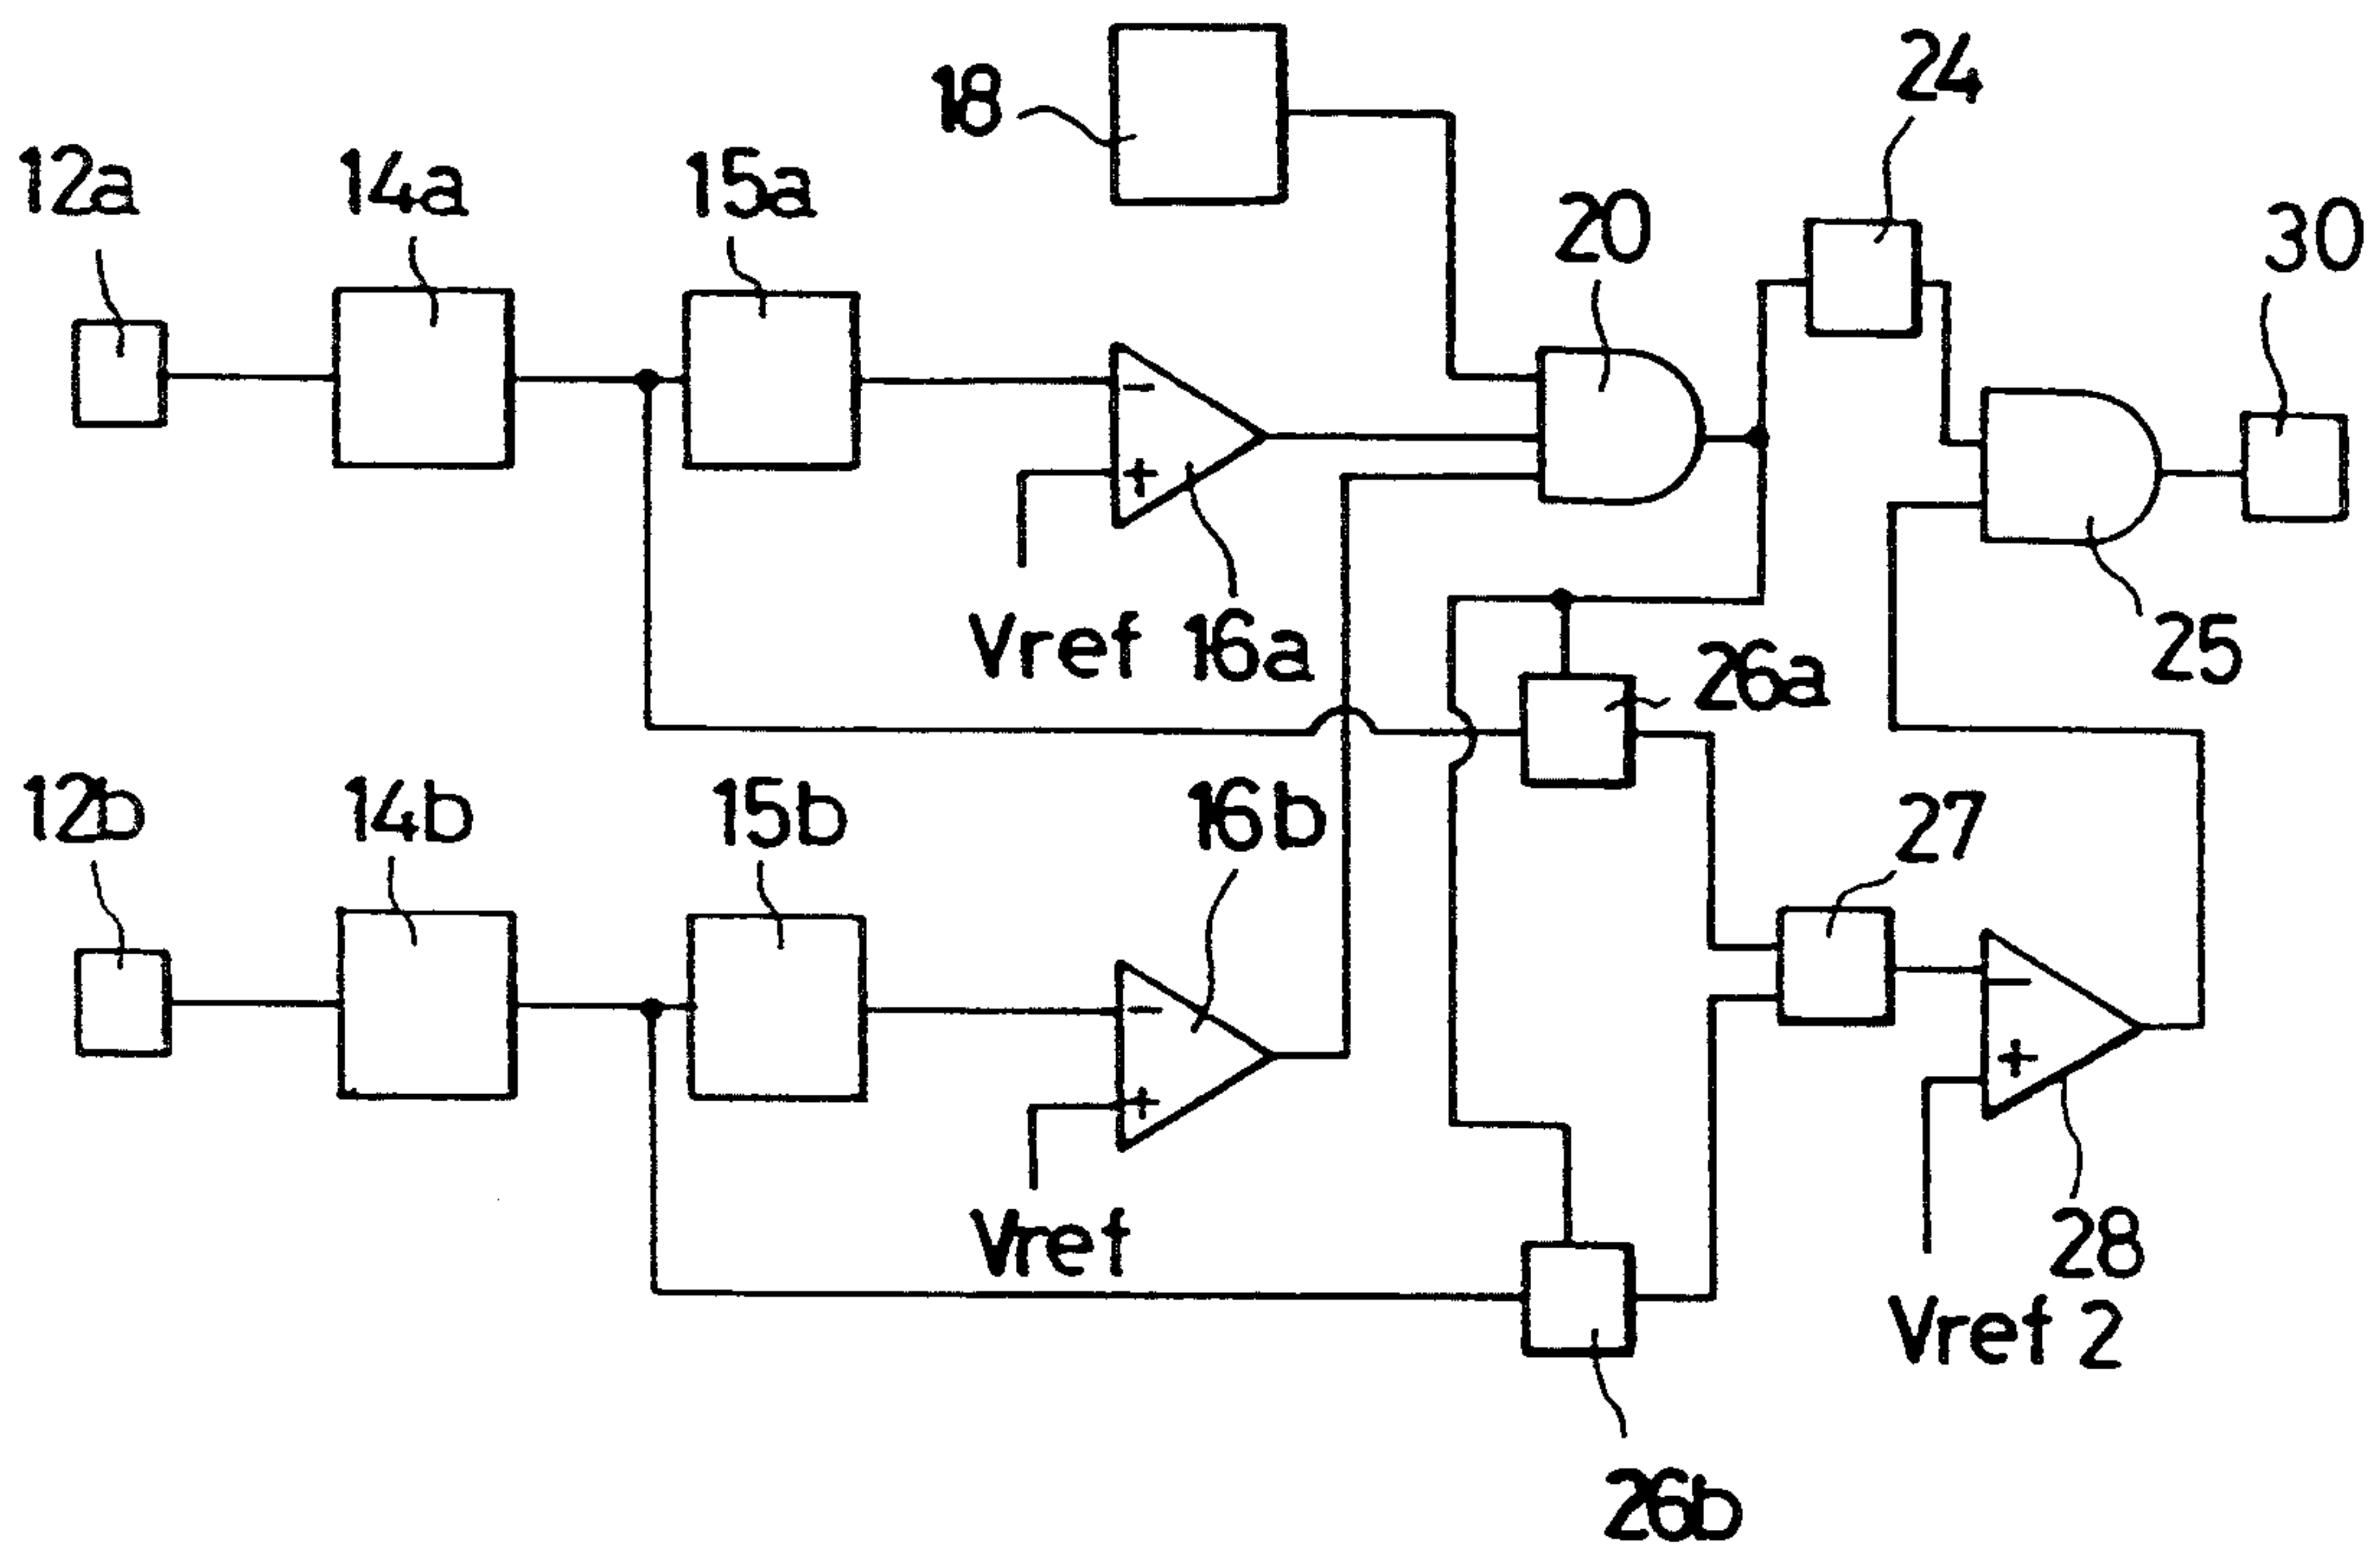 18
24
12a
14a
15a
20
30
-
+
Vref
16a
26a
25
12b
14b
15b
16b
27
-
+
-
+
Vref
28
Vref 2
26b